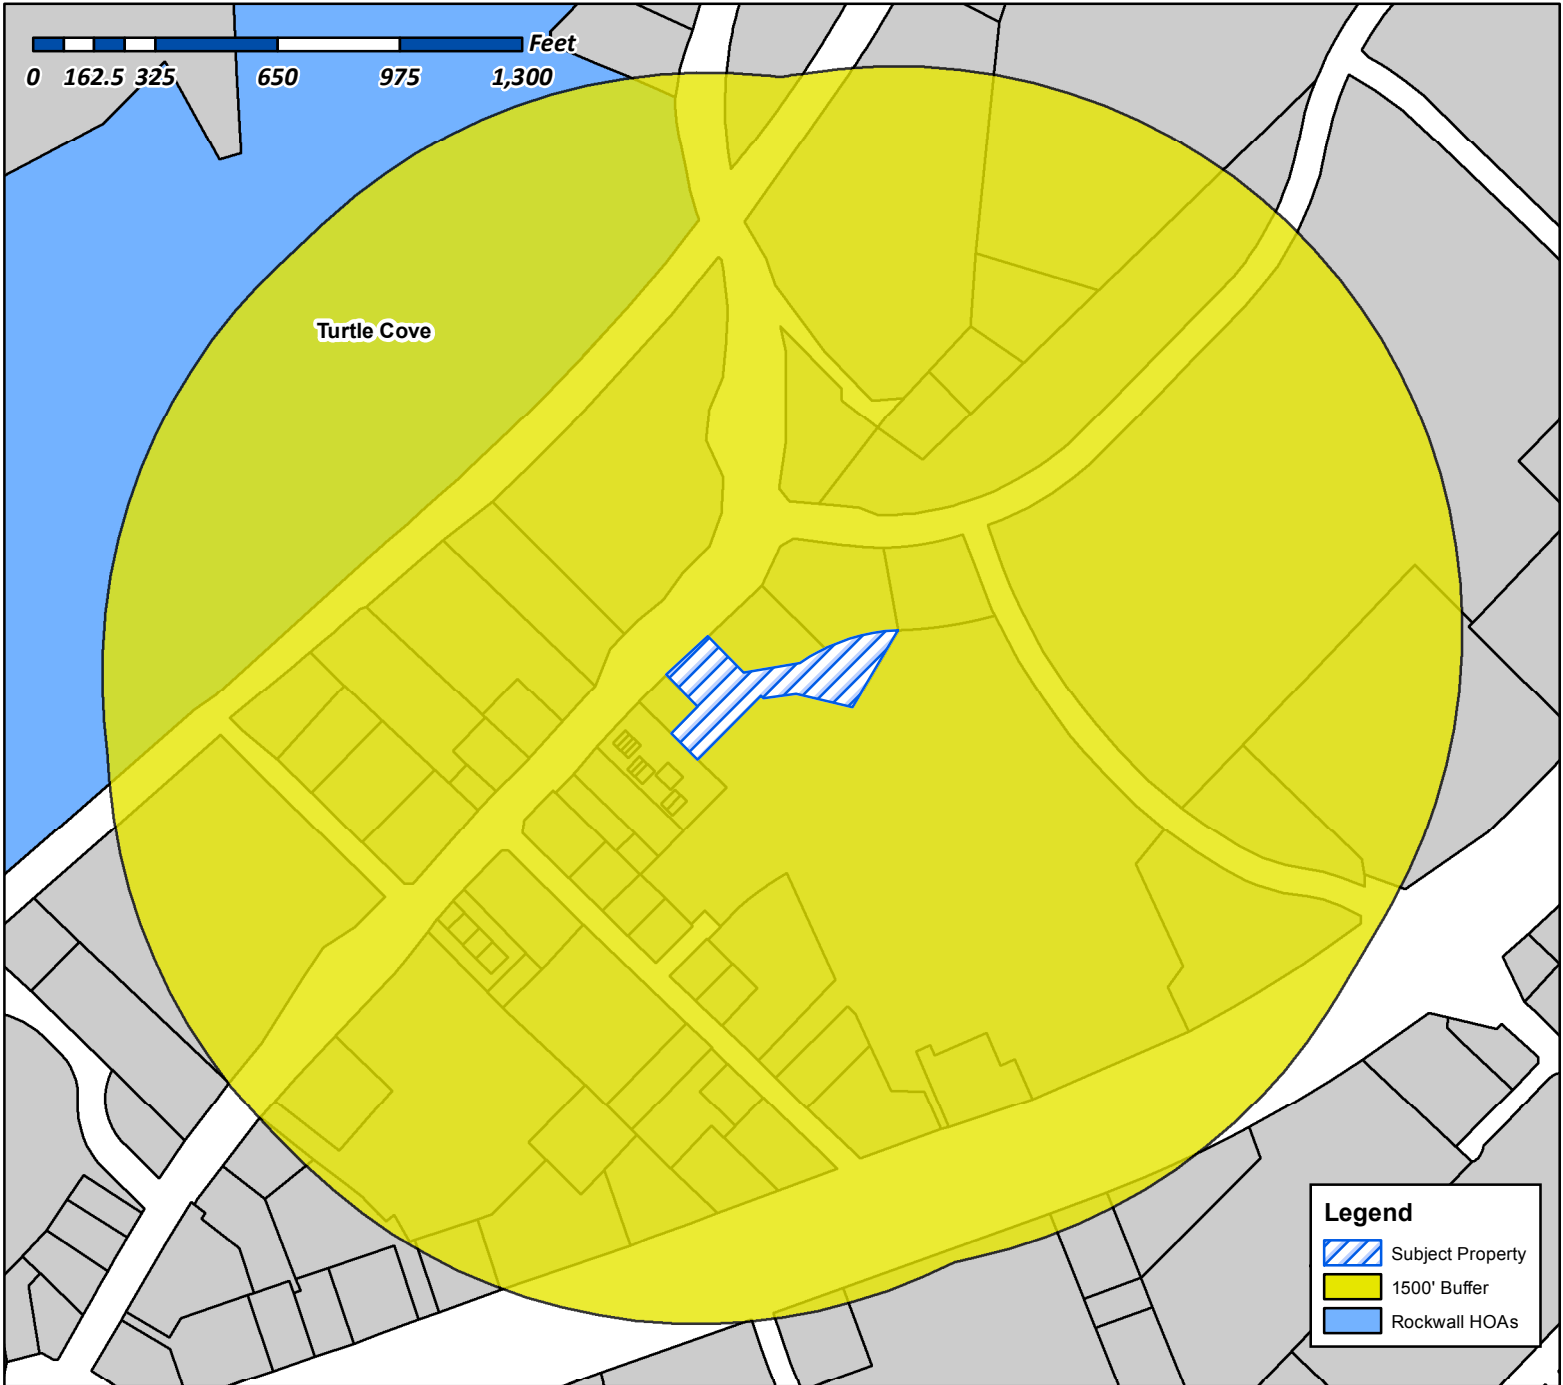 Feet
0 162.5 325 650 975 1,300
Turtle Cove
Legend
Subject Property
1500' Buffer
Rockwall HOAs